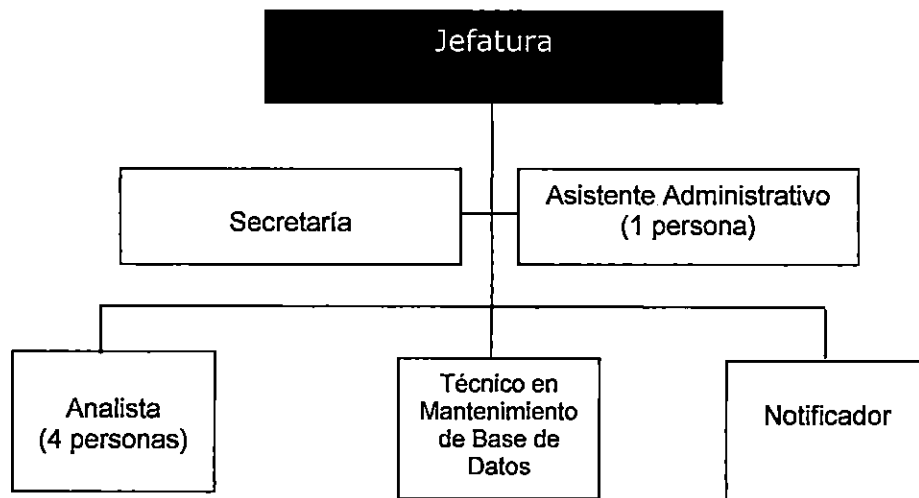 Jefatura
Secretaría
Asistente Administrativo
(1 persona)
Analista
(4 personas)
Técnico en
Mantenimiento
de Base de
Datos
Notificador